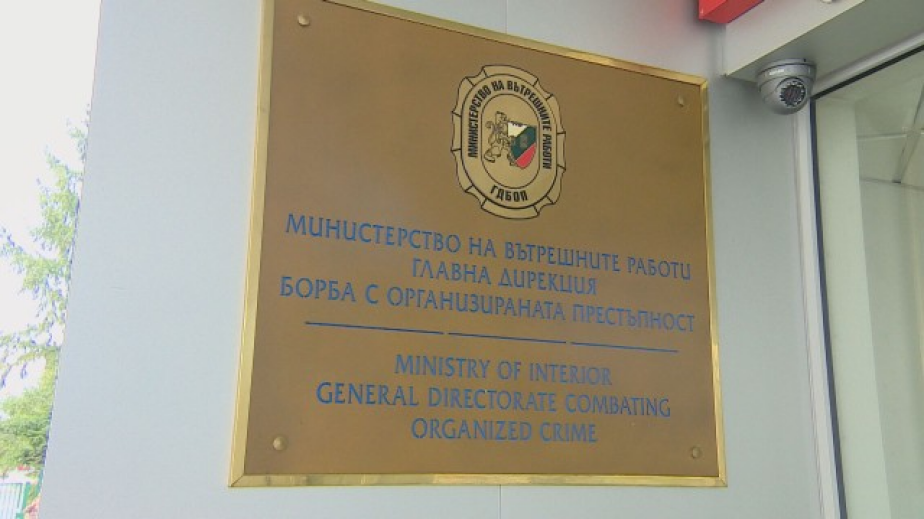 МИНИСТЕРСТВО НА ВЪТРЕШНИТЕ РАБОТИ
ГДБОП
МИНИСТЕРСТВО НА ВЪТРЕШНИТЕ РАБОТИ
ГЛАВНА ДИРЕКЦИЯ
БОРБА С ОРГАНИЗИРАНАТА ПРЕСТЪПНОСТ
MINISTRY OF INTERIOR
GENERAL DIRECTORATE COMBATING
ORGANIZED CRIME